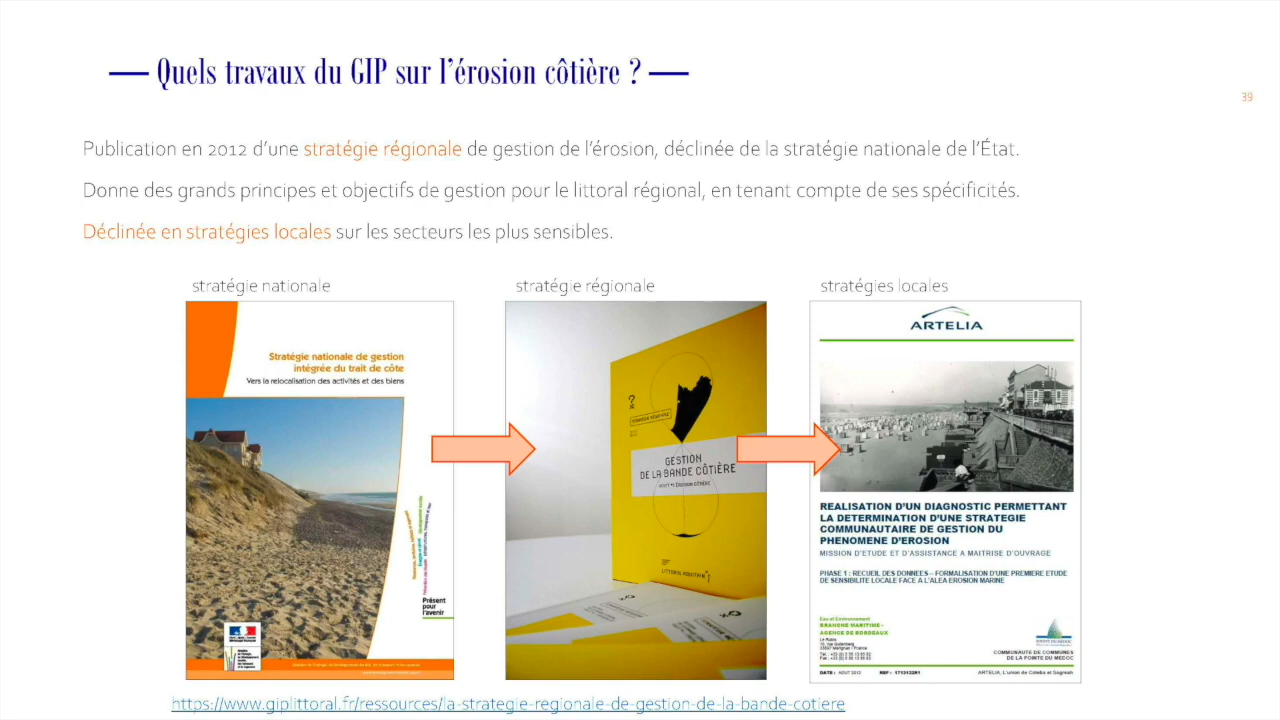 Quels travaux du GIP sur l'érosion côtière ?
39
Publication en 2012 d'une stratégie régionale de gestion de l'érosion, déclinée de la stratégie nationale de l'État.
Donne des grands principes et objectifs de gestion pour le littoral régional, en tenant compte de ses spécificités.
Déclinée en stratégies locales sur les secteurs les plus sensibles.
stratégie nationale
stratégie régionale
stratégies locales
Stratégie nationale de gestion
intégrée du trait de côte
Vers la relocalisation des activités et des biens
Présent
pour
l'avenir
GESTION
DE LA BANDE CÔTIÈRE
ARTELIA
REALISATION D'UN DIAGNOSTIC PERMETTANT
LA DETERMINATION D'UNE STRATEGIE
COMMUNAUTAIRE DE GESTION DU
PHENOMENE D'EROSION
MISSION D'ETUDE ET D'ASSISTANCE A MAITRISE D'OUVRAGE
PHASE 1 : RECUEIL DES DONNEES – FORMALISATION D'UNE PREMIERE ETUDE
DE SENSIBILITE LOCALE FACE A L'ALEA EROSION MARINE
Eau et Environnement
BRANCHE MARITIME -
AGENCE DE BORDEAUX
COMMUNAUTE DE COMMUNES
DE LA POINTE DU MEDOC
DATE : AOUT 2012 REF : 1713122R1 ARTELIA, L'union de Coteba et Sogreah
https://www.giplittoral.fr/ressources/la-strategie-regionale-de-gestion-de-la-bande-cotiere